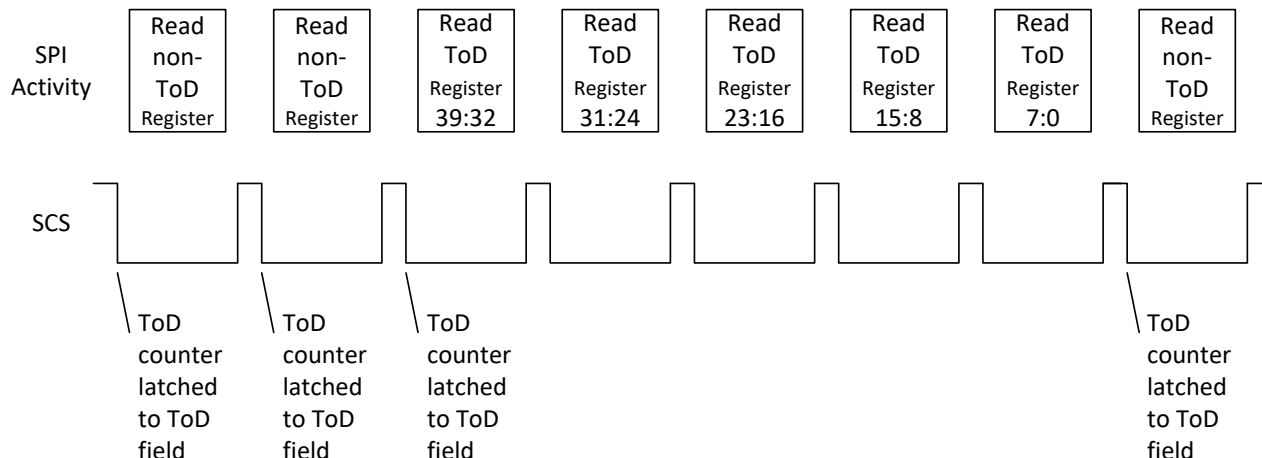 SPI
Activity
Read
non-
ToD
Register
Read
non-
ToD
Register
Read
ToD
Register
39:32
Read
ToD
Register
31:24
Read
ToD
Register
23:16
Read
ToD
Register
15:8
Read
ToD
Register
7:0
Read
non-
ToD
Register
SCS
ToD
counter
latched
to ToD
field
ToD
counter
latched
to ToD
field
ToD
counter
latched
to ToD
field
ToD
counter
latched
to ToD
field